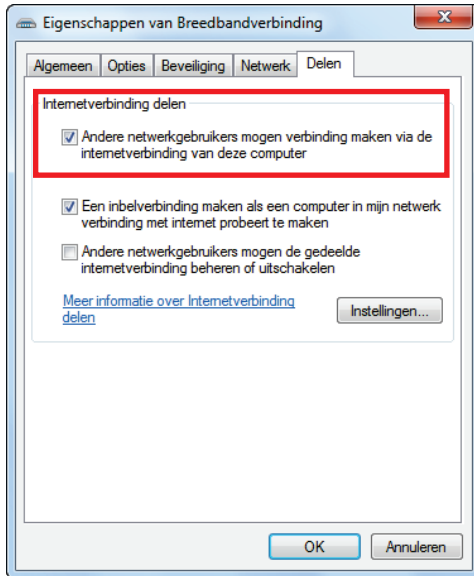 Eigenschappen van Breedbandverbinding
Algemeen Opties Beveiliging Netwerk Delen
Internetverbinding delen
Andere netwerkgebruikers mogen verbinding maken via de
internetverbinding van deze computer
Een inbelverbinding maken als een computer in mijn netwerk
verbinding met internet probeert te maken
Andere netwerkgebruikers mogen de gedeelde
internetverbinding beheren of uitschakelen
Meer informatie over Internetverbinding
delen
Instellingen...
OK Annuleren